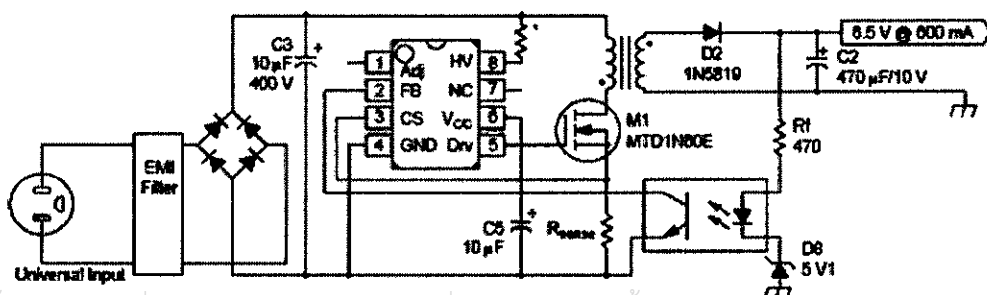 C3
10 µF
400 V
+
1
Adj
HV
8
*
2
FB
NC
7
3
CS
VCC
6
4
GND
Drv
5
D2
1N5819
6.5 V @ 600 mA
+
C2
470 µF/10 V
M1
MTD1N60E
Rf
470
EMI
Filter
Universal Input
+
C5
10 µF
Rsense
D8
5 V1